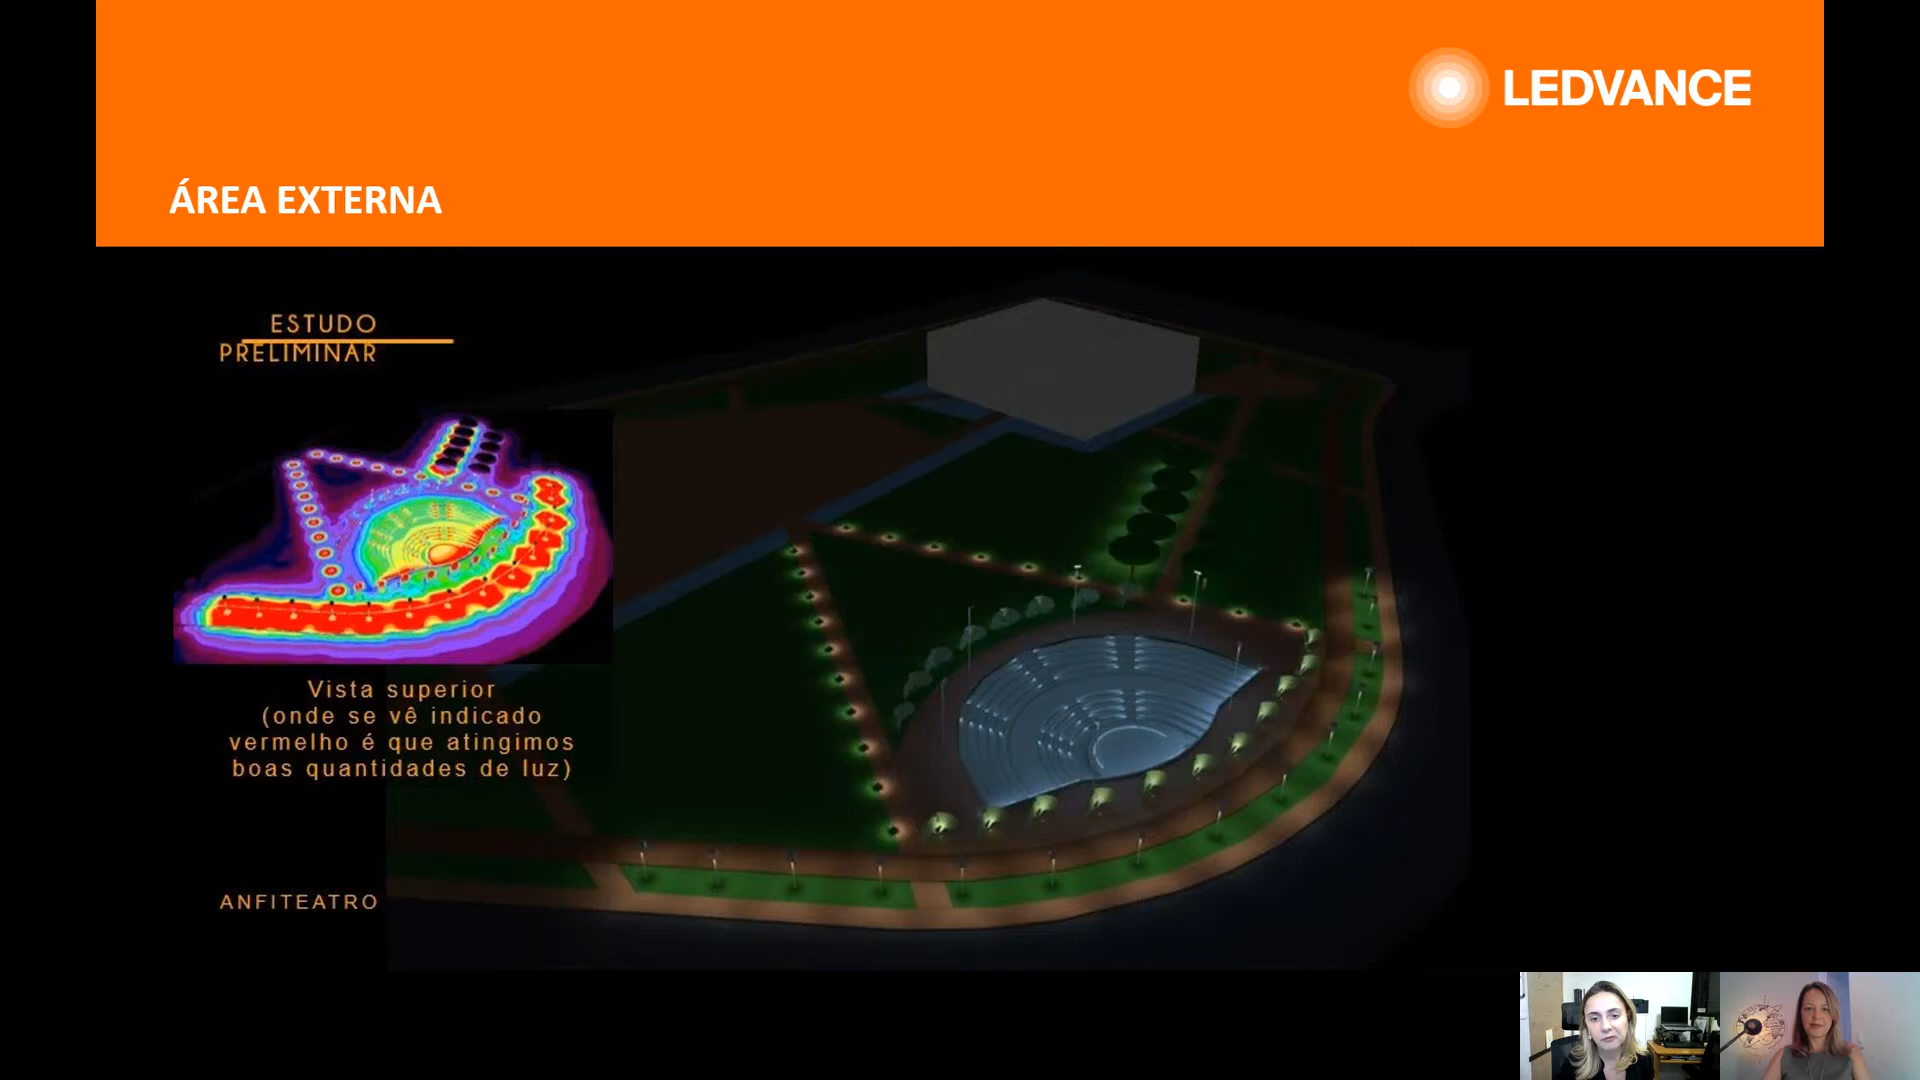 LEDVANCE
ÁREA EXTERNA
ESTUDO
PRELIMINAR
Vista superior
(onde se vê indicado
vermelho é que atingimos
boas quantidades de luz)
ANFITEATRO